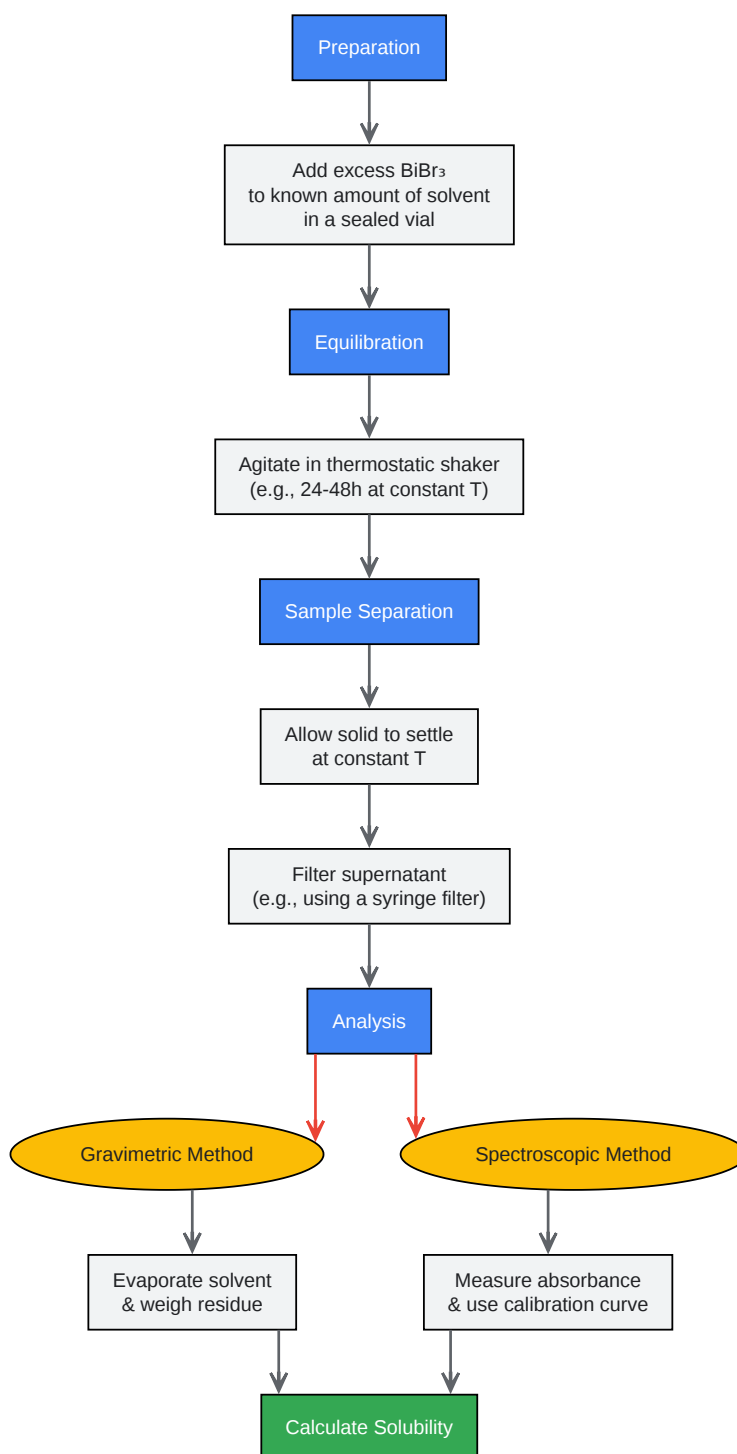 Preparation
Add excess BiBr₃
to known amount of solvent
in a sealed vial
Equilibration
Agitate in thermostatic shaker
(e.g., 24-48h at constant T)
Sample Separation
Allow solid to settle
at constant T
Filter supernatant
(e.g., using a syringe filter)
Analysis
Gravimetric Method
Spectroscopic Method
Evaporate solvent
& weigh residue
Measure absorbance
& use calibration curve
Calculate Solubility